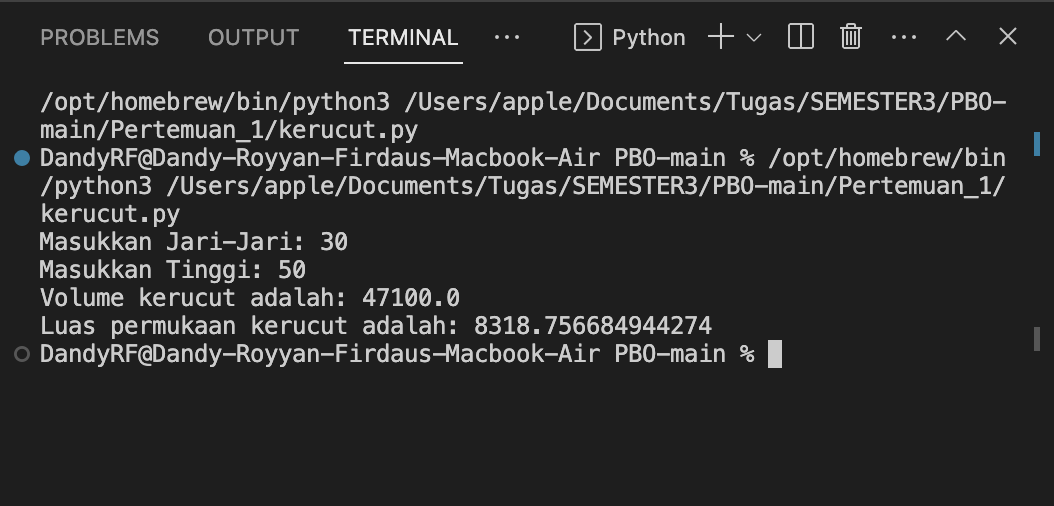 PROBLEMS OUTPUT TERMINAL ··· Python
/opt/homebrew/bin/python3 /Users/apple/Documents/Tugas/SEMESTER3/PBO-
main/Pertemuan_1/kerucut.py
DandyRF@Dandy-Royyan-Firdaus-Macbook-Air PBO-main % /opt/homebrew/bin
/python3 /Users/apple/Documents/Tugas/SEMESTER3/PBO-main/Pertemuan_1/
kerucut.py
Masukkan Jari-Jari: 30
Masukkan Tinggi: 50
Volume kerucut adalah: 47100.0
Luas permukaan kerucut adalah: 8318.756684944274
DandyRF@Dandy-Royyan-Firdaus-Macbook-Air PBO-main %